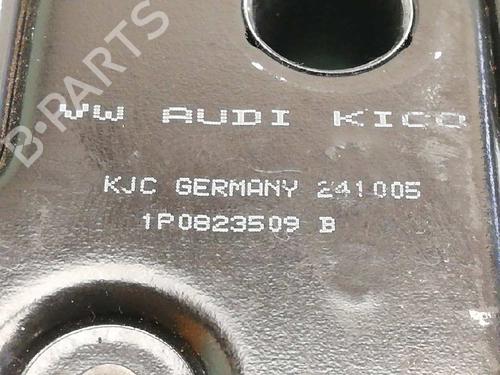 B-PARTS
VW AUDI KICO
KJC GERMANY 241005
1P0823509 B